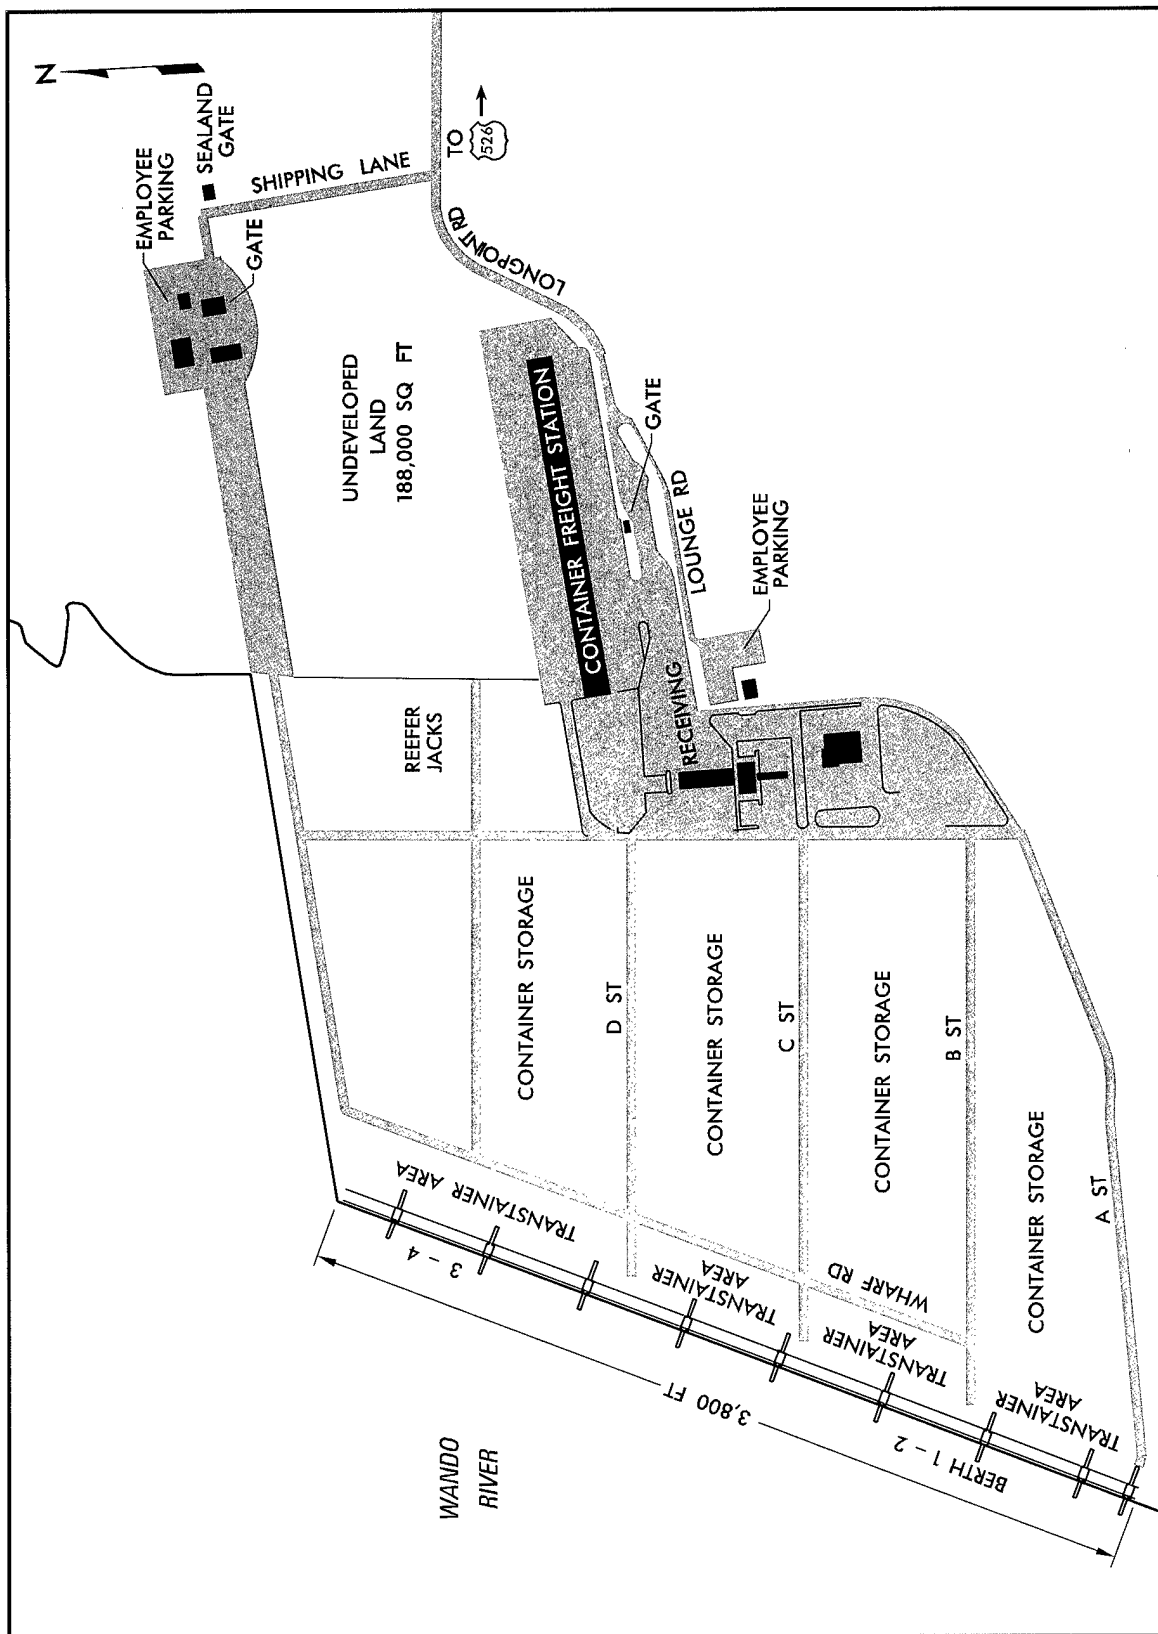 N
EMPLOYEE
PARKING
SEALAND
GATE
GATE
SHIPPING LANE
TO
526
LONGPOINT RD
UNDEVELOPED
LAND
188,000 SQ FT
CONTAINER FREIGHT STATION
GATE
LOUNGE RD
EMPLOYEE
PARKING
RECEIVING
REEFER
JACKS
CONTAINER STORAGE
D ST
CONTAINER STORAGE
C ST
CONTAINER STORAGE
B ST
CONTAINER STORAGE
A ST
TRANSTAINER AREA
TRANSTAINER
AREA
WHARF RD
TRANSTAINER
AREA
TRANSTAINER
AREA
3 – 4
BERTH 1 – 2
3,800 FT
WANDO
RIVER